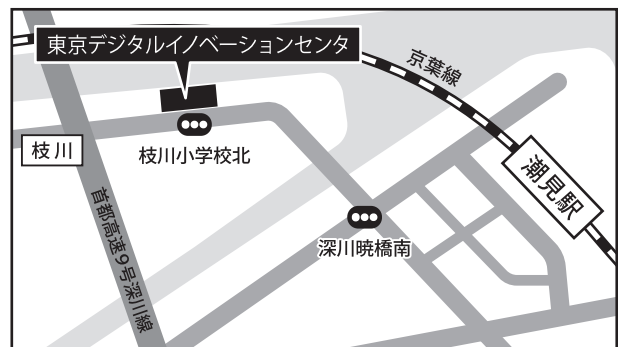 東京デジタルイノベーションセンタ
京葉線
枝川
枝川小学校北
潮見駅
首都高速9号深川線
深川暁橋南